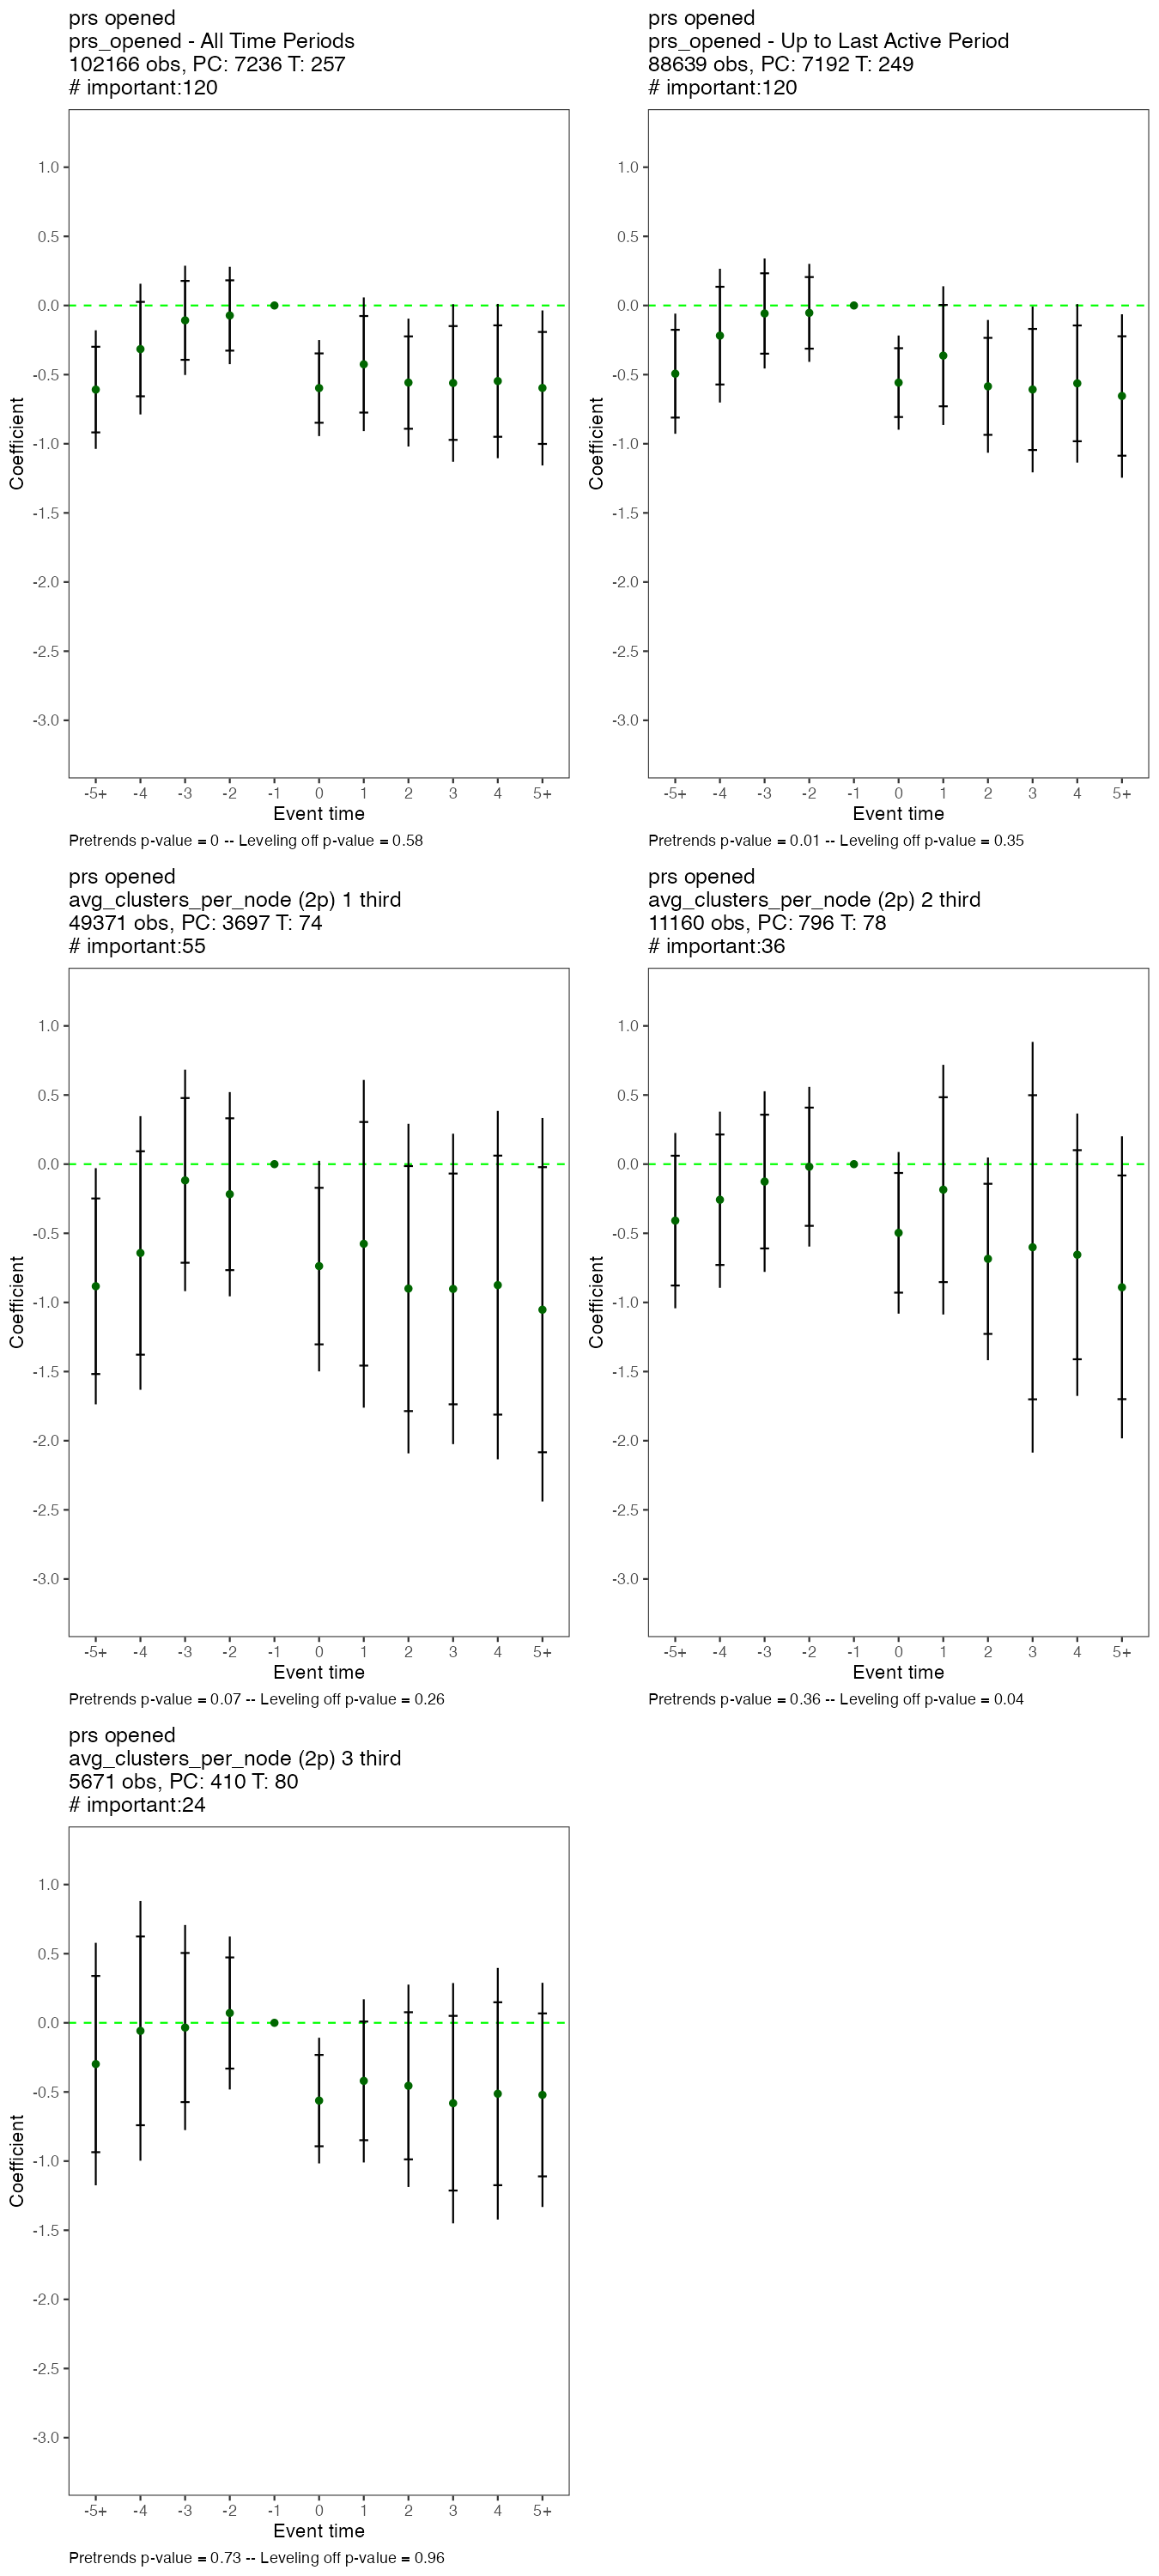 prs opened
prs_opened - All Time Periods
102166 obs, PC: 7236 T: 257
# important:120
1.0
0.5
0.0
-0.5
-1.0
-1.5
-2.0
-2.5
-3.0
Coefficient
-5+ -4 -3 -2 -1 0 1 2 3 4 5+
Event time
Pretrends p-value = 0 -- Leveling off p-value = 0.58
prs opened
prs_opened - Up to Last Active Period
88639 obs, PC: 7192 T: 249
# important:120
1.0
0.5
0.0
-0.5
-1.0
-1.5
-2.0
-2.5
-3.0
Coefficient
-5+ -4 -3 -2 -1 0 1 2 3 4 5+
Event time
Pretrends p-value = 0.01 -- Leveling off p-value = 0.35
prs opened
avg_clusters_per_node (2p) 1 third
49371 obs, PC: 3697 T: 74
# important:55
1.0
0.5
0.0
-0.5
-1.0
-1.5
-2.0
-2.5
-3.0
Coefficient
-5+ -4 -3 -2 -1 0 1 2 3 4 5+
Event time
Pretrends p-value = 0.07 -- Leveling off p-value = 0.26
prs opened
avg_clusters_per_node (2p) 2 third
11160 obs, PC: 796 T: 78
# important:36
1.0
0.5
0.0
-0.5
-1.0
-1.5
-2.0
-2.5
-3.0
Coefficient
-5+ -4 -3 -2 -1 0 1 2 3 4 5+
Event time
Pretrends p-value = 0.36 -- Leveling off p-value = 0.04
prs opened
avg_clusters_per_node (2p) 3 third
5671 obs, PC: 410 T: 80
# important:24
1.0
0.5
0.0
-0.5
-1.0
-1.5
-2.0
-2.5
-3.0
Coefficient
-5+ -4 -3 -2 -1 0 1 2 3 4 5+
Event time
Pretrends p-value = 0.73 -- Leveling off p-value = 0.96